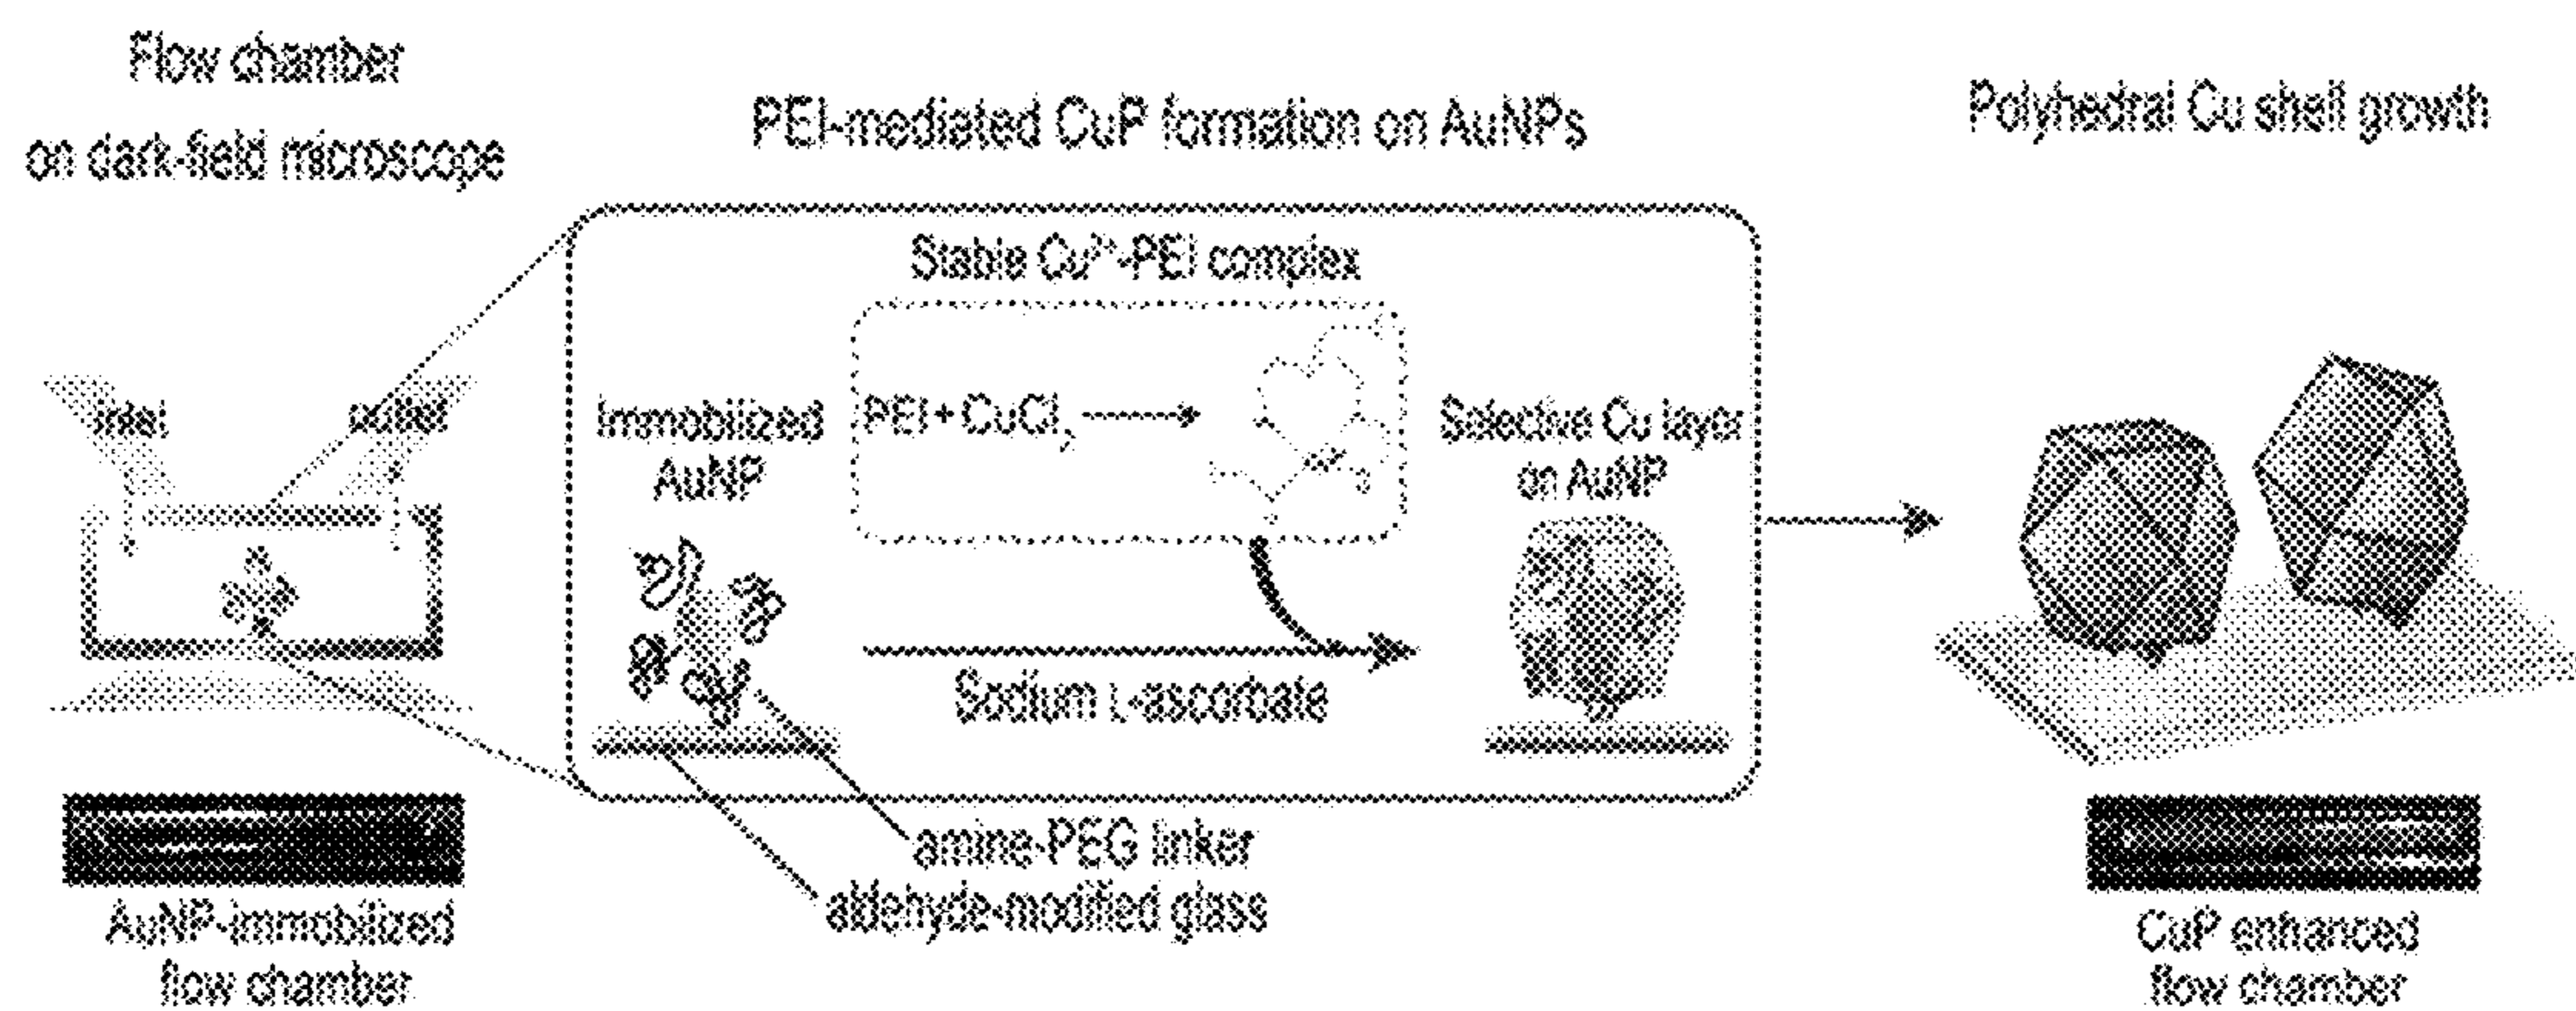 Flow chamber
on dark-field microscope
PEI-mediated CuP formation on AuNPs
Polyhedral Cu shell growth
Stable Cu²⁺-PEI complex
inlet
outlet
Immobilized
AuNP
PEI + CuCl₂
Selective Cu layer
on AuNP
Sodium L-ascorbate
amine-PEG linker
aldehyde-modified glass
AuNP-immobilized
flow chamber
CuP enhanced
flow chamber